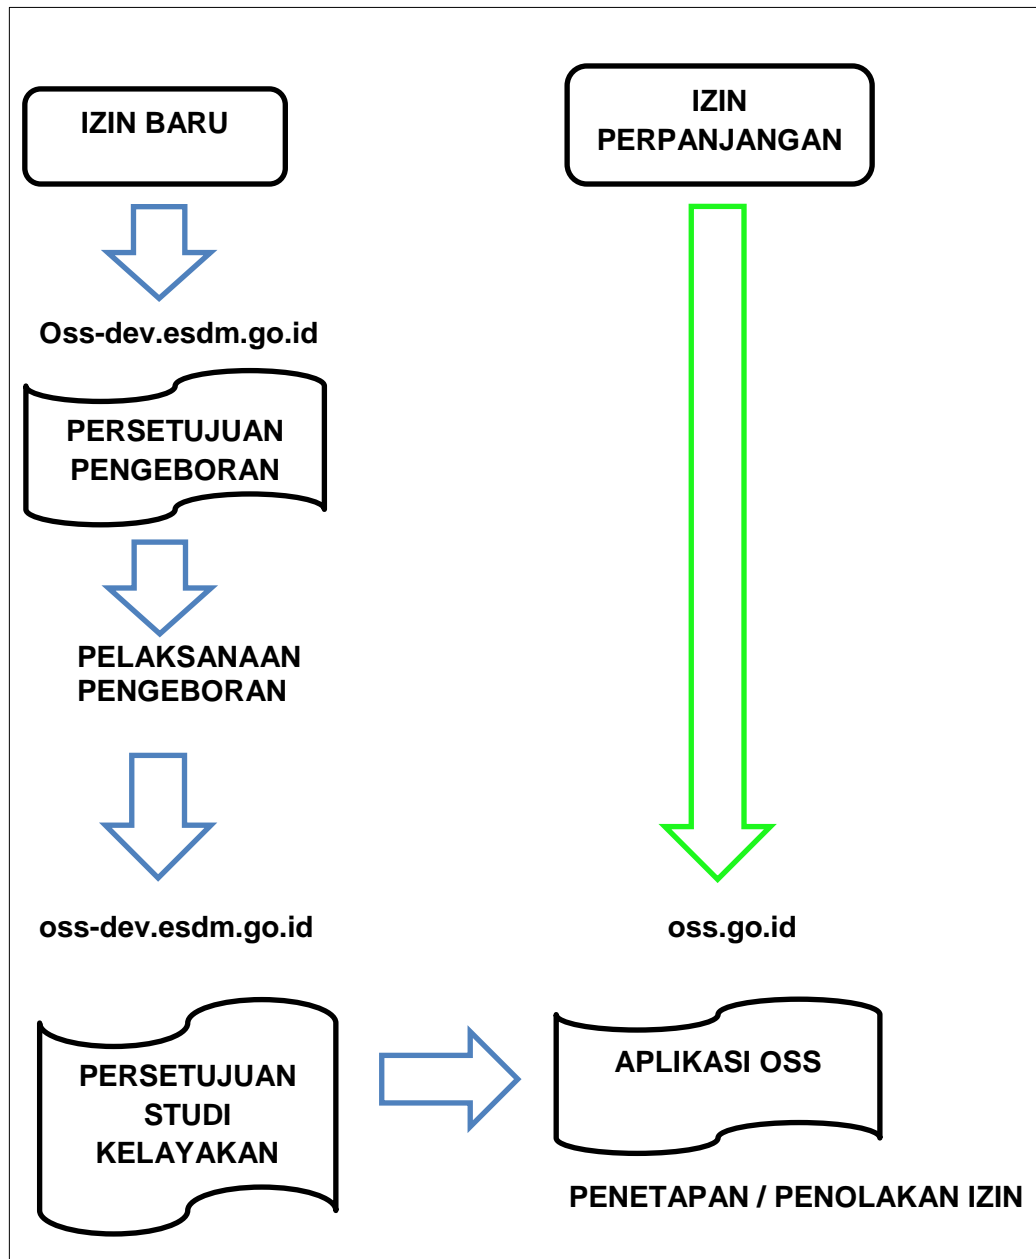 IZIN BARU
IZIN
PERPANJANGAN
Oss-dev.esdm.go.id
PERSETUJUAN
PENGEBORAN
PELAKSANAAN
PENGEBORAN
oss-dev.esdm.go.id
oss.go.id
PERSETUJUAN
STUDI
KELAYAKAN
APLIKASI OSS
PENETAPAN / PENOLAKAN IZIN